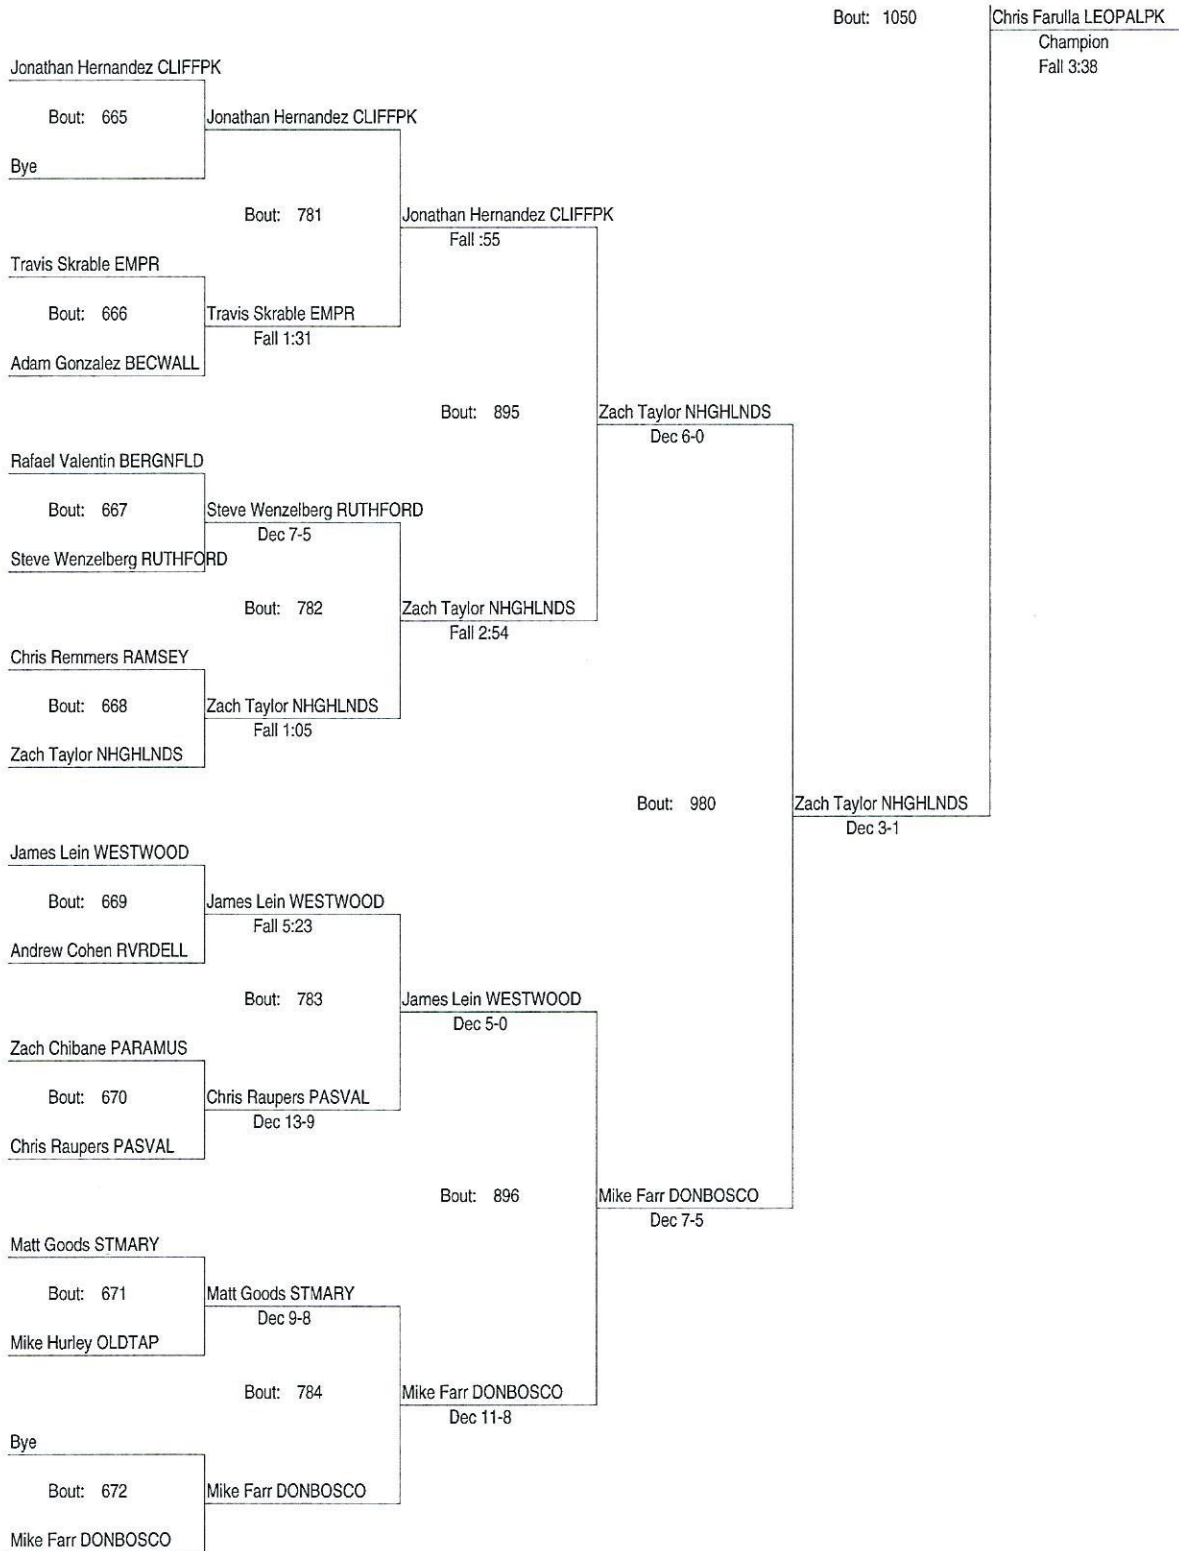 Bout: 1050 Chris Farulla LEOPALPK
Champion
Fall 3:38
Jonathan Hernandez CLIFFPK
Bout: 665 Jonathan Hernandez CLIFFPK
Bye
Bout: 781 Jonathan Hernandez CLIFFPK
Fall :55
Travis Skrable EMPR
Bout: 666 Travis Skrable EMPR
Fall 1:31
Adam Gonzalez BECWALL
Bout: 895 Zach Taylor NHGHLNDS
Dec 6-0
Rafael Valentin BERGNFLD
Bout: 667 Steve Wenzelberg RUTHFORD
Dec 7-5
Steve Wenzelberg RUTHFORD
Bout: 782 Zach Taylor NHGHLNDS
Fall 2:54
Chris Remmers RAMSEY
Bout: 668 Zach Taylor NHGHLNDS
Fall 1:05
Zach Taylor NHGHLNDS
Bout: 980 Zach Taylor NHGHLNDS
Dec 3-1
James Lein WESTWOOD
Bout: 669 James Lein WESTWOOD
Fall 5:23
Andrew Cohen RVRDELL
Bout: 783 James Lein WESTWOOD
Dec 5-0
Zach Chibane PARAMUS
Bout: 670 Chris Raupers PASVAL
Dec 13-9
Chris Raupers PASVAL
Bout: 896 Mike Farr DONBOSCO
Dec 7-5
Matt Goods STMARY
Bout: 671 Matt Goods STMARY
Dec 9-8
Mike Hurley OLDTAP
Bout: 784 Mike Farr DONBOSCO
Dec 11-8
Bye
Bout: 672 Mike Farr DONBOSCO
Mike Farr DONBOSCO